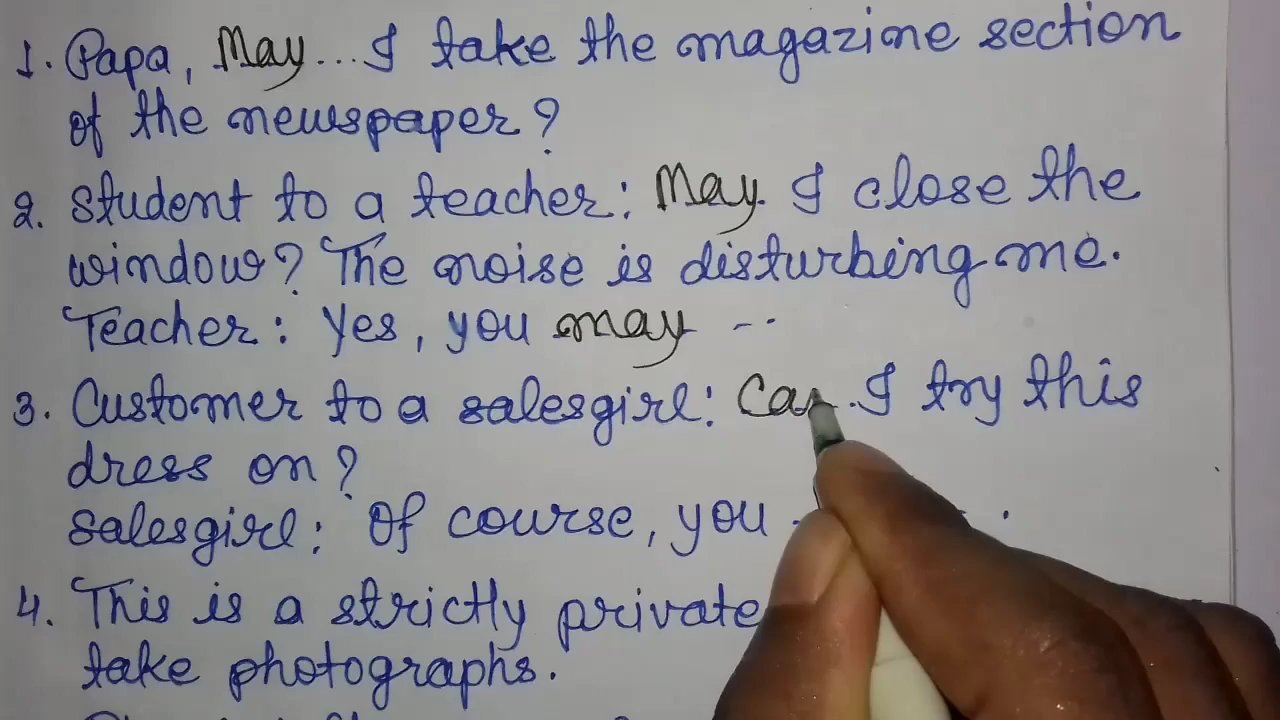 1. Papa, May... I take the magazine section
of the newspaper?
2. Student to a teacher: May. I close the
window? The noise is disturbing me.
Teacher: Yes, you may --.
3. Customer to a salesgirl: Can . I try this
dress on?
Salesgirl: Of course, you
4. This is a strictly private
take photographs.